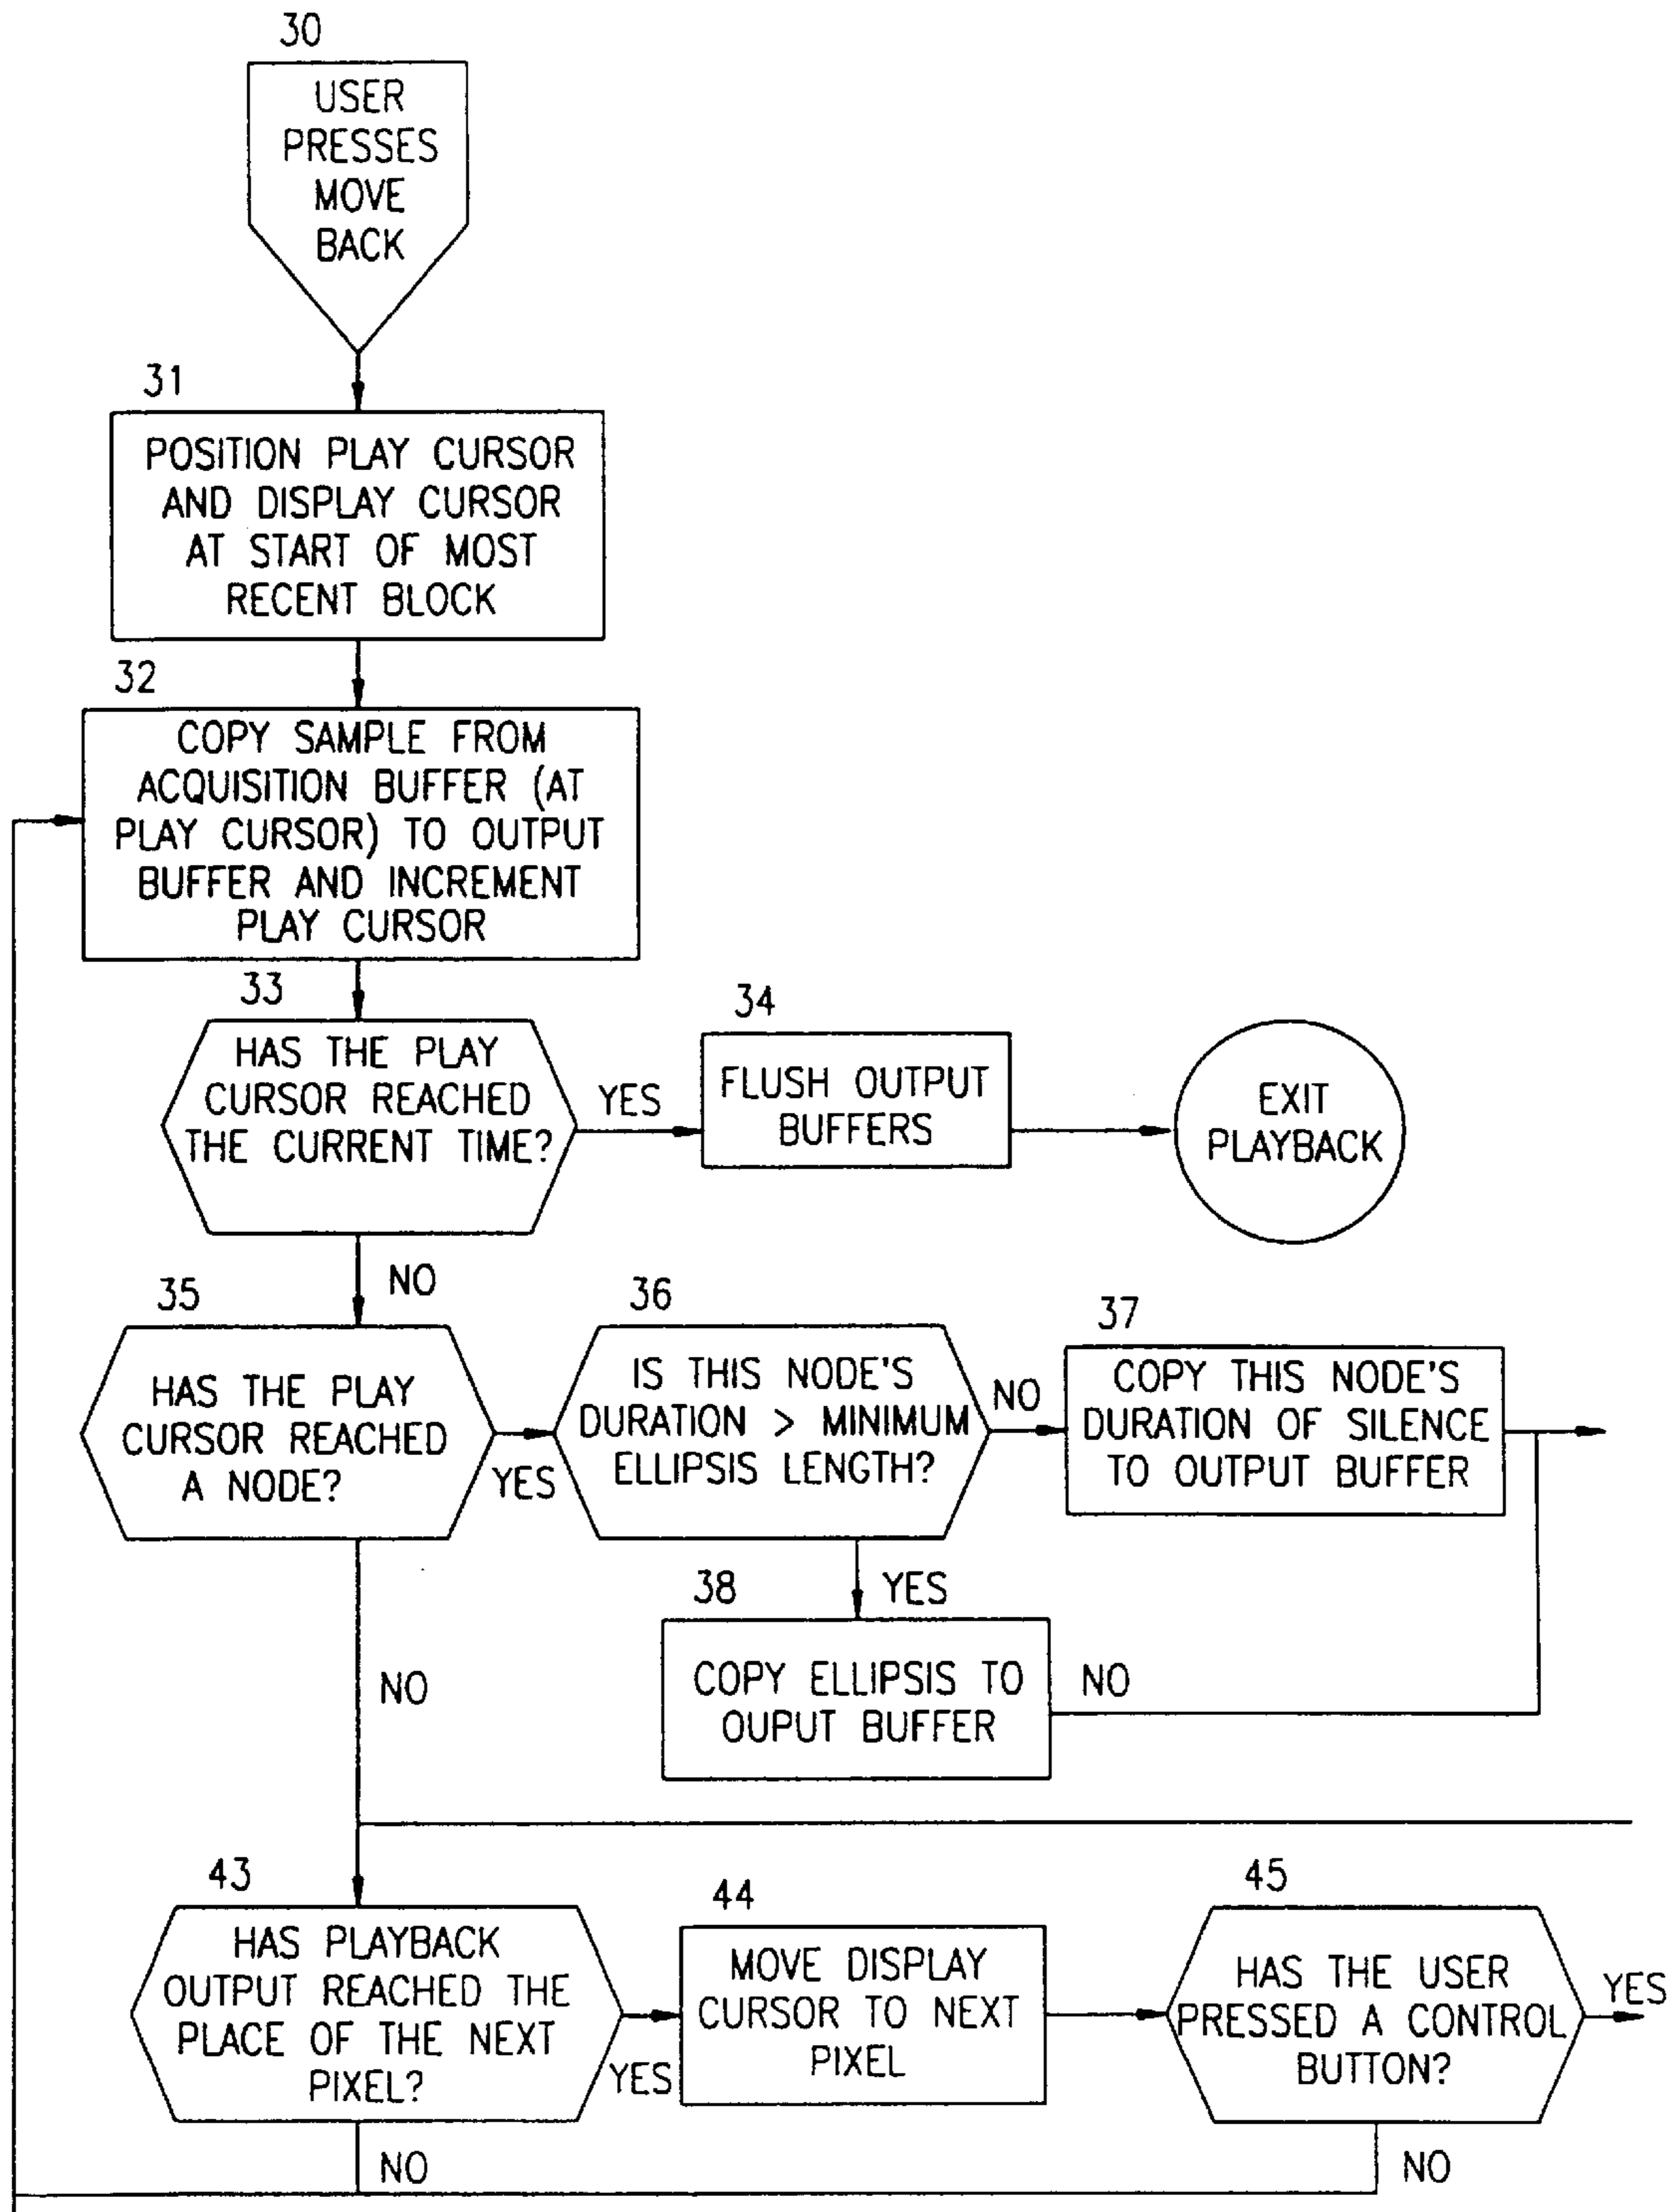 30
USER
PRESSES
MOVE
BACK
31
POSITION PLAY CURSOR
AND DISPLAY CURSOR
AT START OF MOST
RECENT BLOCK
32
COPY SAMPLE FROM
ACQUISITION BUFFER (AT
PLAY CURSOR) TO OUTPUT
BUFFER AND INCREMENT
PLAY CURSOR
33
HAS THE PLAY
CURSOR REACHED
THE CURRENT TIME?
YES
34
FLUSH OUTPUT
BUFFERS
EXIT
PLAYBACK
NO
35
HAS THE PLAY
CURSOR REACHED
A NODE?
YES
36
IS THIS NODE'S
DURATION > MINIMUM
ELLIPSIS LENGTH?
NO
37
COPY THIS NODE'S
DURATION OF SILENCE
TO OUTPUT BUFFER
YES
38
COPY ELLIPSIS TO
OUPUT BUFFER
NO
NO
43
HAS PLAYBACK
OUTPUT REACHED THE
PLACE OF THE NEXT
PIXEL?
YES
44
MOVE DISPLAY
CURSOR TO NEXT
PIXEL
45
HAS THE USER
PRESSED A CONTROL
BUTTON?
YES
NO
NO